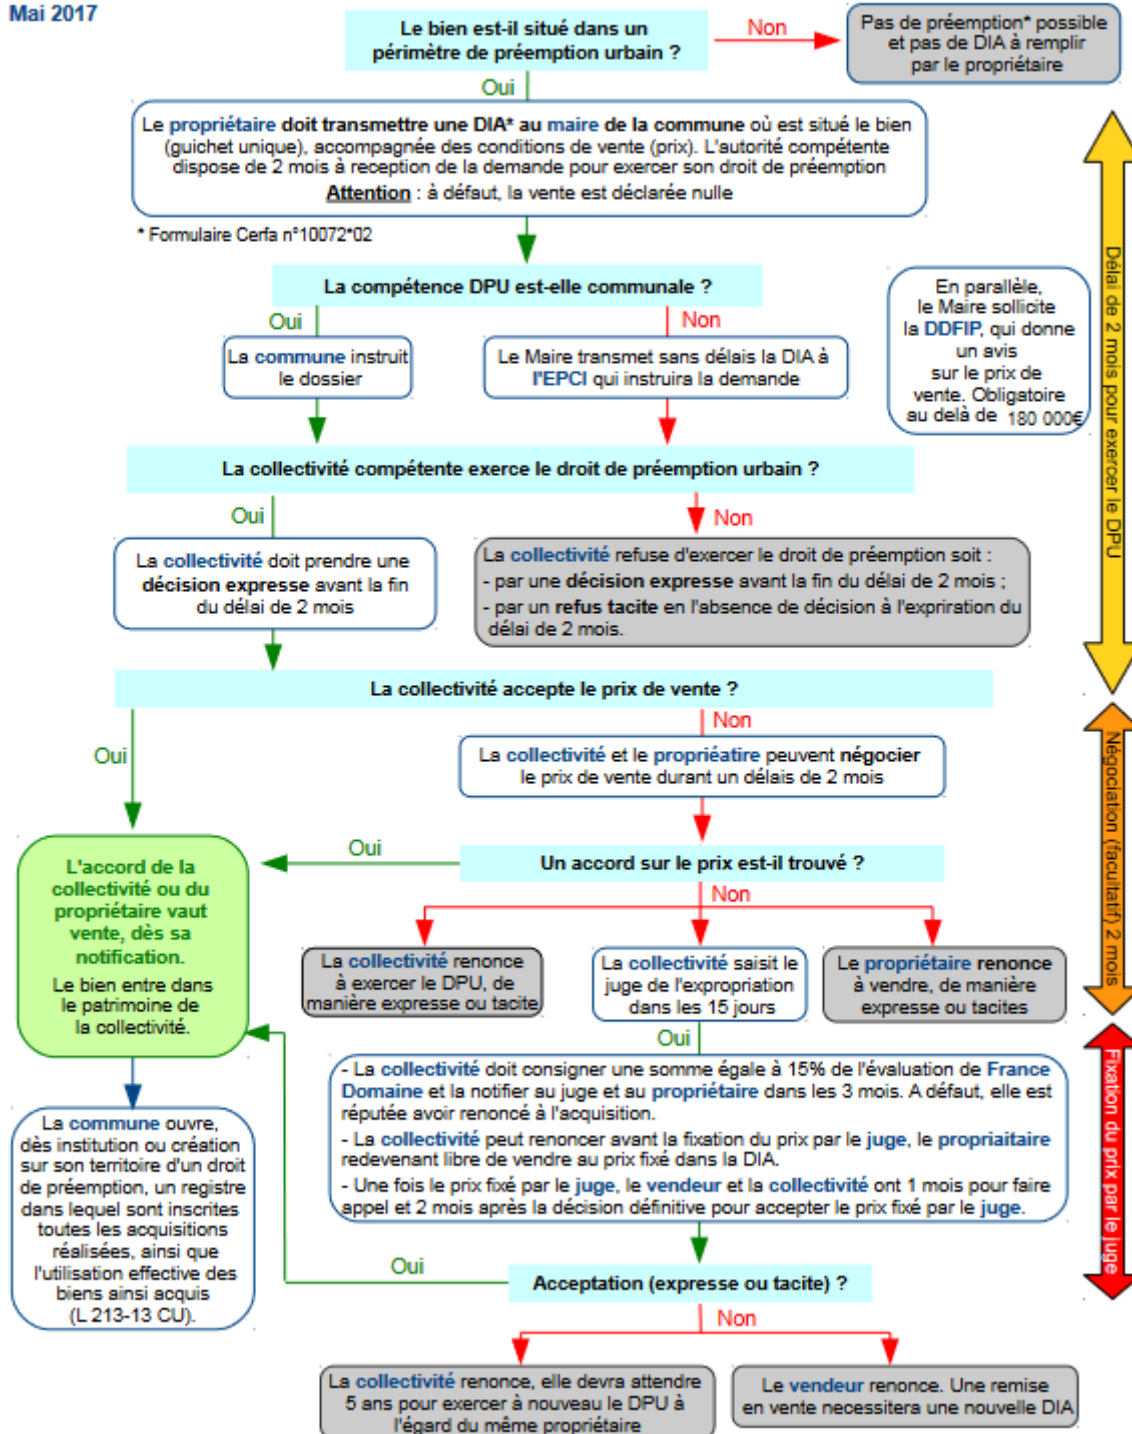 Mai 2017
Le bien est-il situé dans un
périmètre de préemption urbain ?
Non
Pas de préemption* possible
et pas de DIA à remplir
par le propriétaire
Oui
Le propriétaire doit transmettre une DIA* au maire de la commune où est situé le bien
(guichet unique), accompagnée des conditions de vente (prix). L'autorité compétente
dispose de 2 mois à reception de la demande pour exercer son droit de préemption
Attention : à défaut, la vente est déclarée nulle
* Formulaire Cerfa n°10072*02
Délai de 2 mois pour exercer le DPU
La compétence DPU est-elle communale ?
En parallèle,
le Maire sollicite
la DDFIP, qui donne
un avis
sur le prix de
vente. Obligatoire
au delà de 180 000€
Oui
Non
La commune instruit
le dossier
Le Maire transmet sans délais la DIA à
l'EPCI qui instruira la demande
La collectivité compétente exerce le droit de préemption urbain ?
Oui
Non
La collectivité doit prendre une
décision expresse avant la fin
du délai de 2 mois
La collectivité refuse d'exercer le droit de préemption soit :
- par une décision expresse avant la fin du délai de 2 mois ;
- par un refus tacite en l'absence de décision à l'expriration du
délai de 2 mois.
La collectivité accepte le prix de vente ?
Oui
Non
La collectivité et le propriéatire peuvent négocier
le prix de vente durant un délais de 2 mois
Négociation (facultatif) 2 mois
Un accord sur le prix est-il trouvé ?
Oui
Non
L'accord de la
collectivité ou du
propriétaire vaut
vente, dès sa
notification.
Le bien entre dans
le patrimoine de
la collectivité.
La collectivité renonce
à exercer le DPU, de
manière expresse ou tacite
La collectivité saisit le
juge de l'expropriation
dans les 15 jours
Le propriétaire renonce
à vendre, de manière
expresse ou tacites
Oui
- La collectivité doit consigner une somme égale à 15% de l'évaluation de France
Domaine et la notifier au juge et au propriétaire dans les 3 mois. A défaut, elle est
réputée avoir renoncé à l'acquisition.
- La collectivité peut renoncer avant la fixation du prix par le juge, le propriaitaire
redevenant libre de vendre au prix fixé dans la DIA.
- Une fois le prix fixé par le juge, le vendeur et la collectivité ont 1 mois pour faire
appel et 2 mois après la décision définitive pour accepter le prix fixé par le juge.
Fixation du prix par le juge
La commune ouvre,
dès institution ou création
sur son territoire d'un droit
de préemption, un registre
dans lequel sont inscrites
toutes les acquisitions
réalisées, ainsi que
l'utilisation effective des
biens ainsi acquis
(L 213-13 CU).
Oui
Acceptation (expresse ou tacite) ?
Non
La collectivité renonce, elle devra attendre
5 ans pour exercer à nouveau le DPU à
l'égard du même propriétaire
Le vendeur renonce. Une remise
en vente necessitera une nouvelle DIA